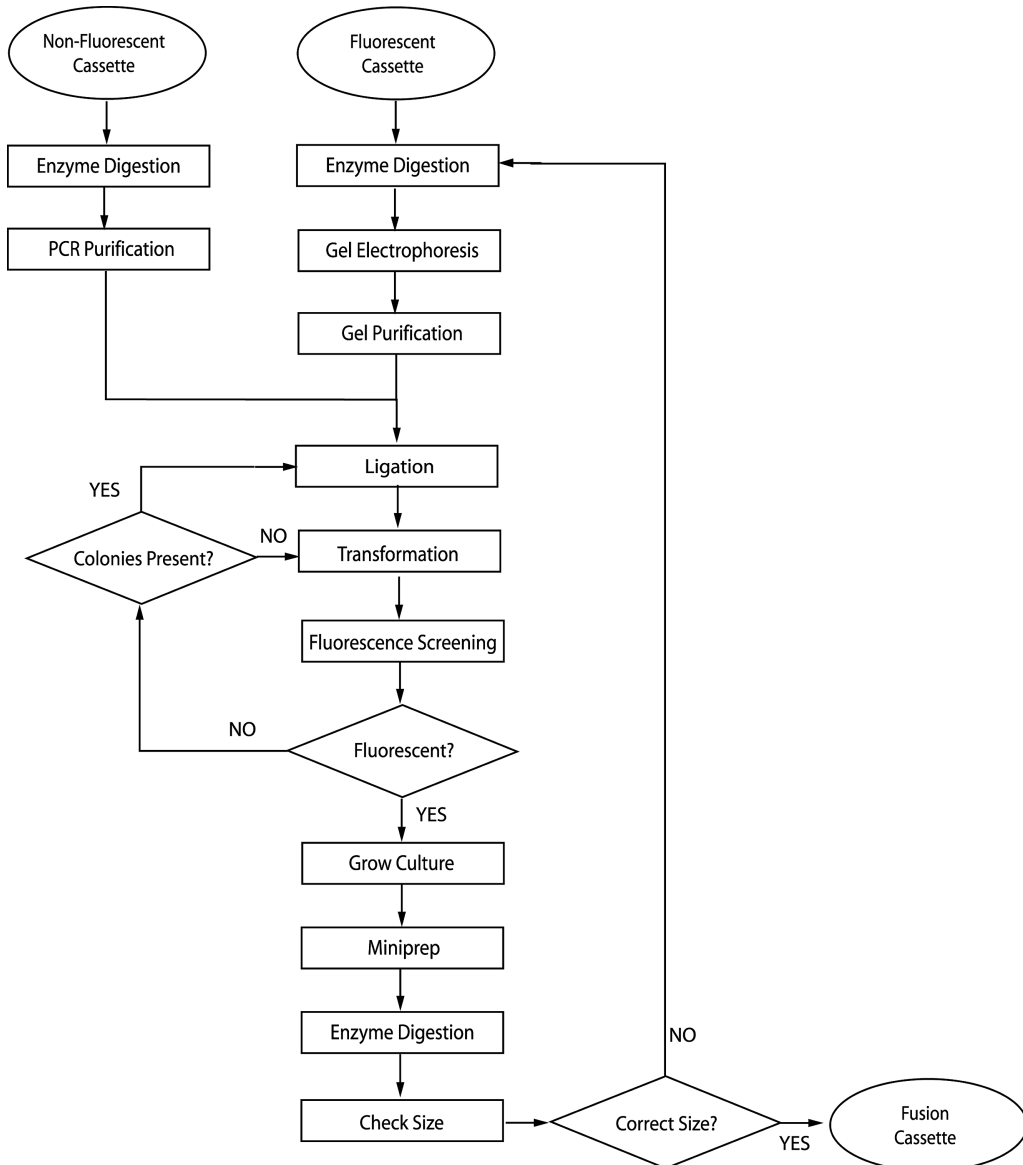 Non-Fluorescent
Cassette
Fluorescent
Cassette
Enzyme Digestion
Enzyme Digestion
PCR Purification
Gel Electrophoresis
Gel Purification
Ligation
YES
Colonies Present?
NO
Transformation
Fluorescence Screening
NO
Fluorescent?
YES
Grow Culture
Miniprep
Enzyme Digestion
NO
Check Size
Correct Size?
YES
Fusion
Cassette